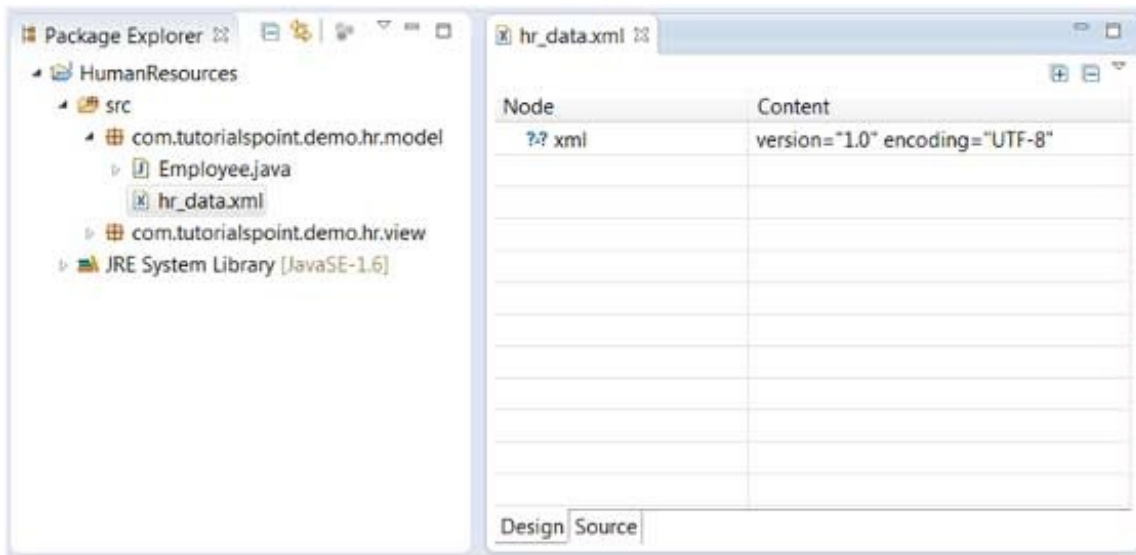 Package Explorer
HumanResources
src
com.tutorialspoint.demo.hr.model
Employee.java
hr_data.xml
com.tutorialspoint.demo.hr.view
JRE System Library [JavaSE-1.6]
hr_data.xml
Node Content
?-? xml version="1.0" encoding="UTF-8"
Design Source